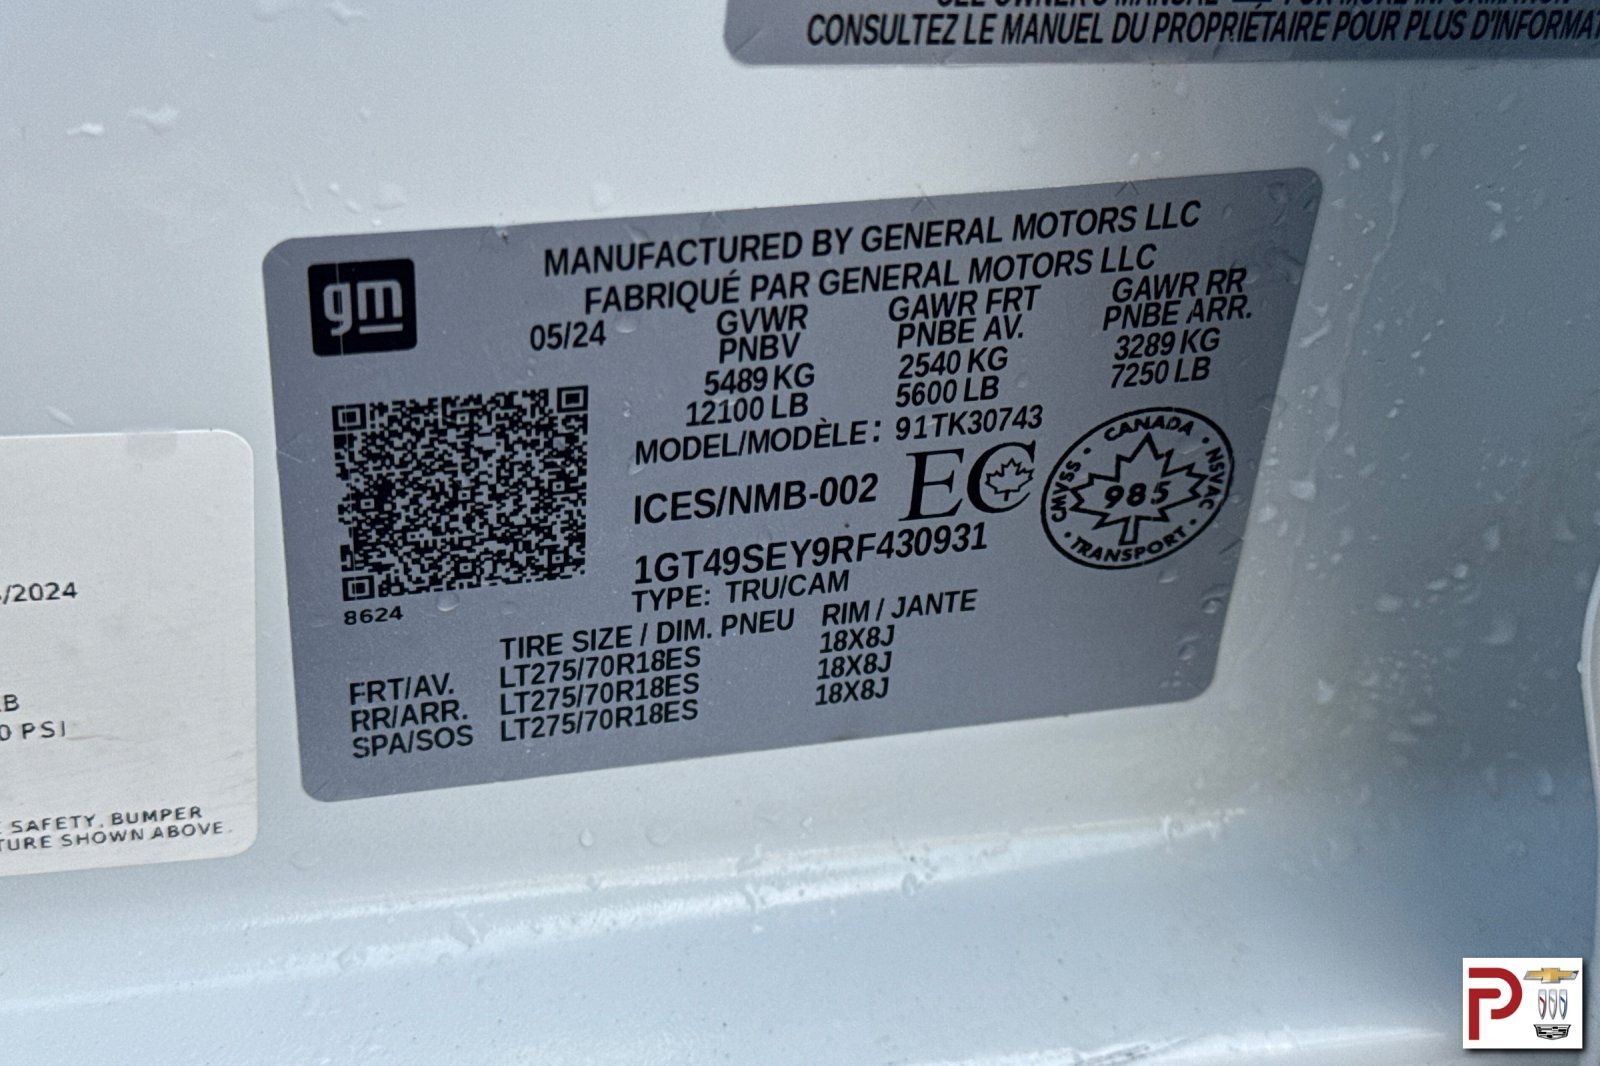 CONSULTEZ LE MANUEL DU PROPRIÉTAIRE POUR PLUS
gm
MANUFACTURED BY GENERAL MOTORS LLC
FABRIQUÉ PAR GENERAL MOTORS LLC
05/24 GVWR GAWR FRT GAWR RR
PNBV PNBE AV. PNBE ARR.
5489 KG 2540 KG 3289 KG
12100 LB 5600 LB 7250 LB
MODEL/MODÈLE: 91TK30743
ICES/NMB-002 EC
CANADA
CMVSS 985 NSVAC
TRANSPORT
1GT49SEY9RF430931
TYPE: TRU/CAM
8624
TIRE SIZE / DIM. PNEU RIM / JANTE
FRT/AV. LT275/70R18ES 18X8J
RR/ARR. LT275/70R18ES 18X8J
SPA/SOS LT275/70R18ES 18X8J
/2024
PSI
SAFETY, BUMPER
SHOWN ABOVE.
P